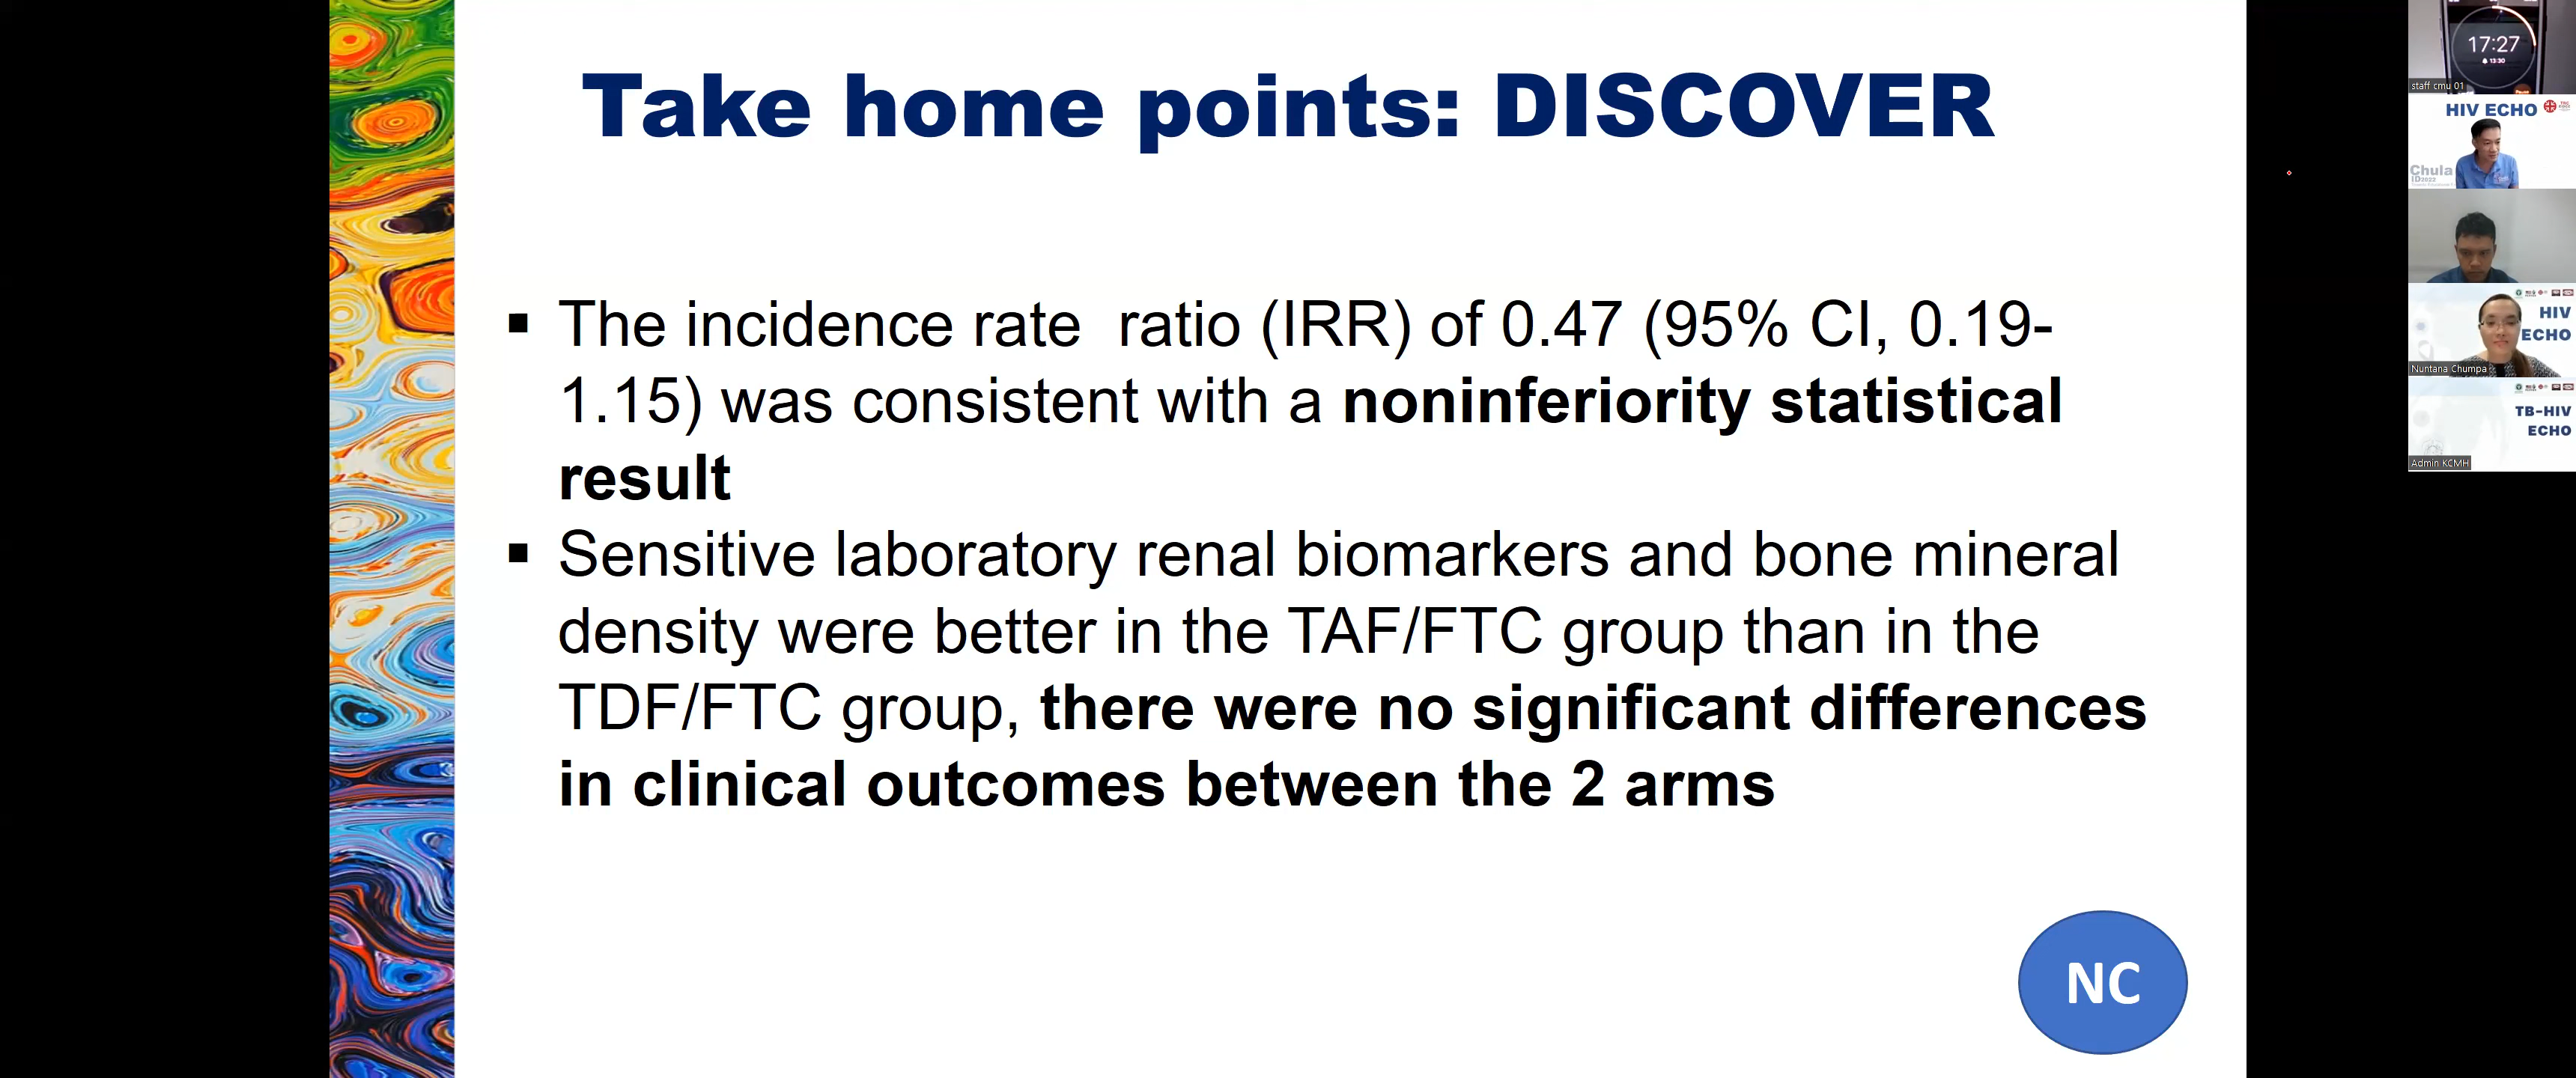 Take home points: DISCOVER
▪ The incidence rate  ratio (IRR) of 0.47 (95% CI, 0.19-
1.15) was consistent with a noninferiority statistical
result
▪ Sensitive laboratory renal biomarkers and bone mineral
density were better in the TAF/FTC group than in the
TDF/FTC group, there were no significant differences
in clinical outcomes between the 2 arms
NC
17:27
13:30
staff cmu 01
HIV ECHO
Chula
ID2022
HIV
ECHO
Nuntana Chumpa
TB-HIV
ECHO
Admin KCMH